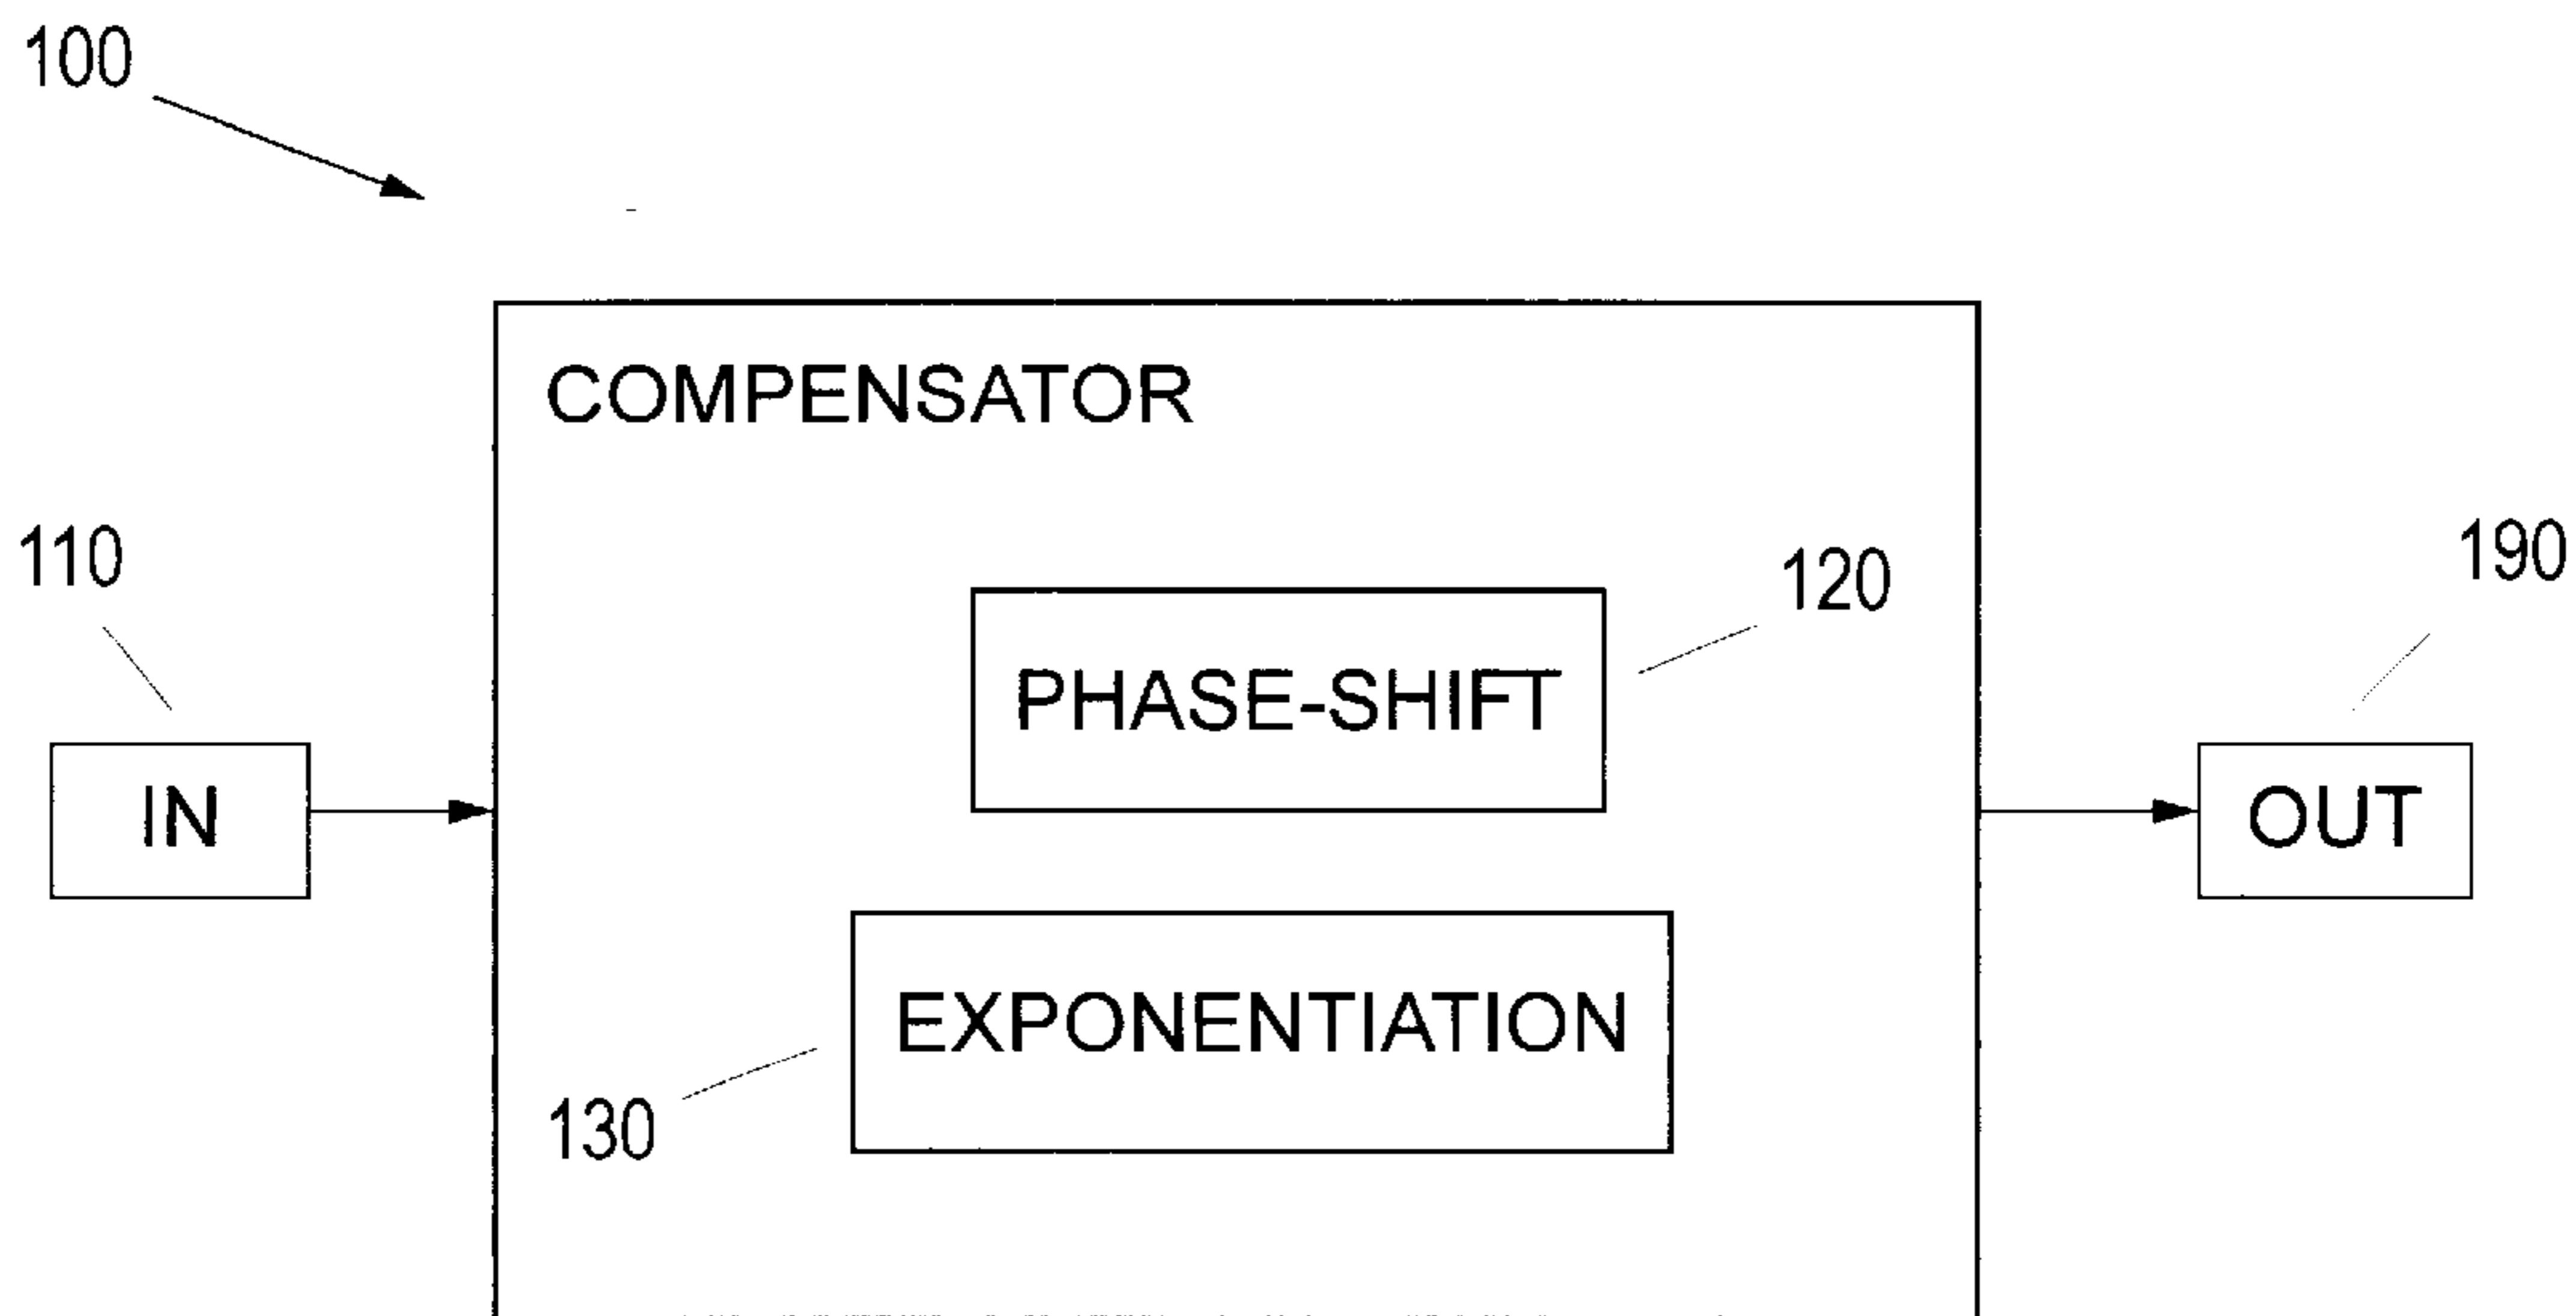 100
COMPENSATOR
110
120
190
PHASE-SHIFT
IN
OUT
EXPONENTIATION
130